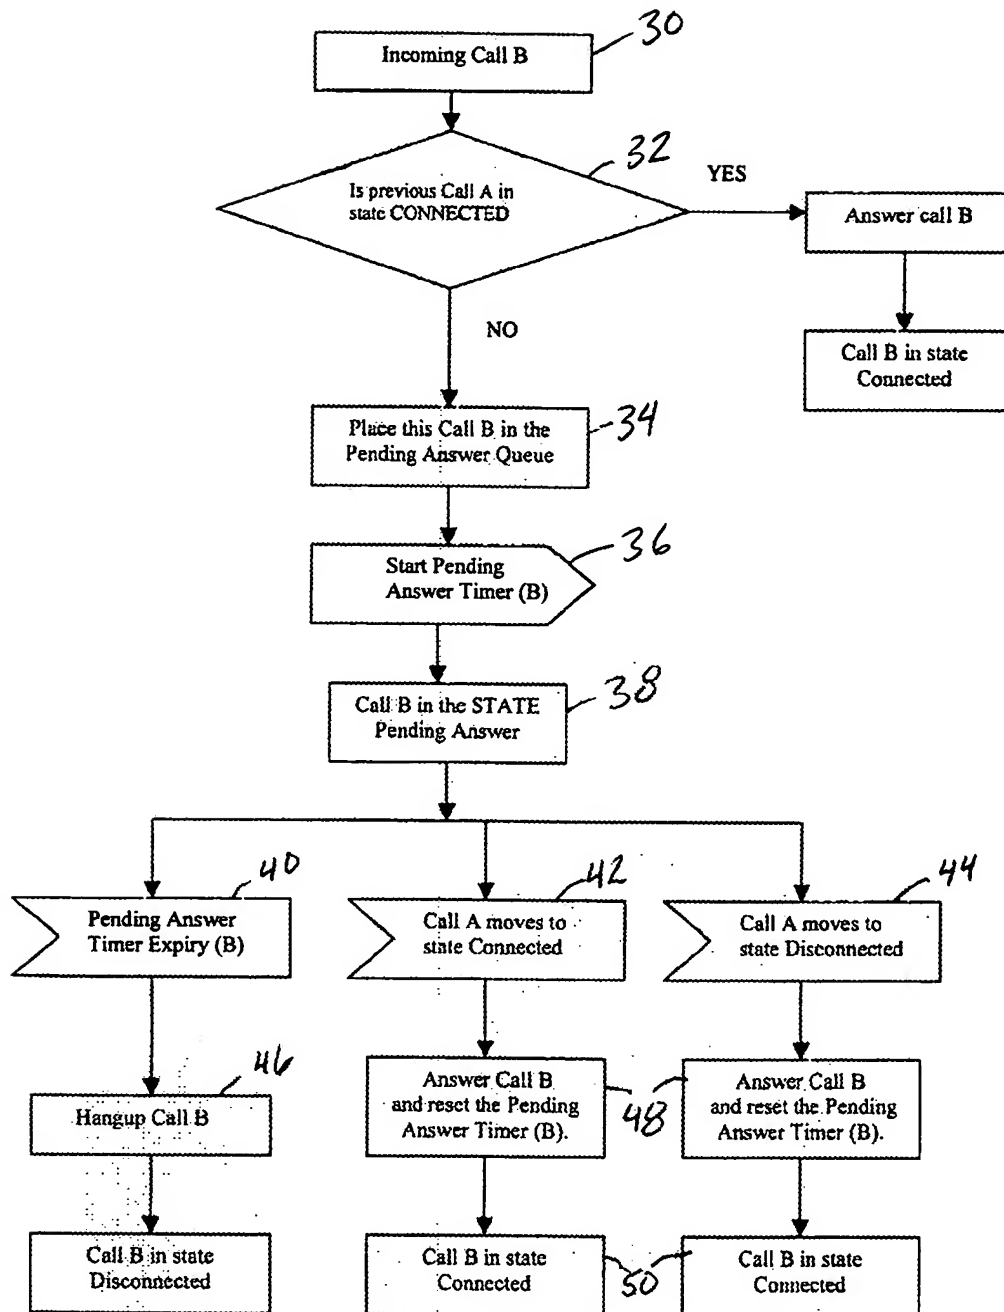 Incoming Call B
30
Is previous Call A in
state CONNECTED
32
YES
Answer call B
NO
Call B in state
Connected
Place this Call B in the
Pending Answer Queue
34
Start Pending
Answer Timer (B)
36
Call B in the STATE
Pending Answer
38
40
Pending Answer
Timer Expiry (B)
42
Call A moves to
state Connected
44
Call A moves to
state Disconnected
46
Hangup Call B
Answer Call B
and reset the Pending
Answer Timer (B).
48
Answer Call B
and reset the Pending
Answer Timer (B).
Call B in state
Disconnected
Call B in state
Connected
50
Call B in state
Connected